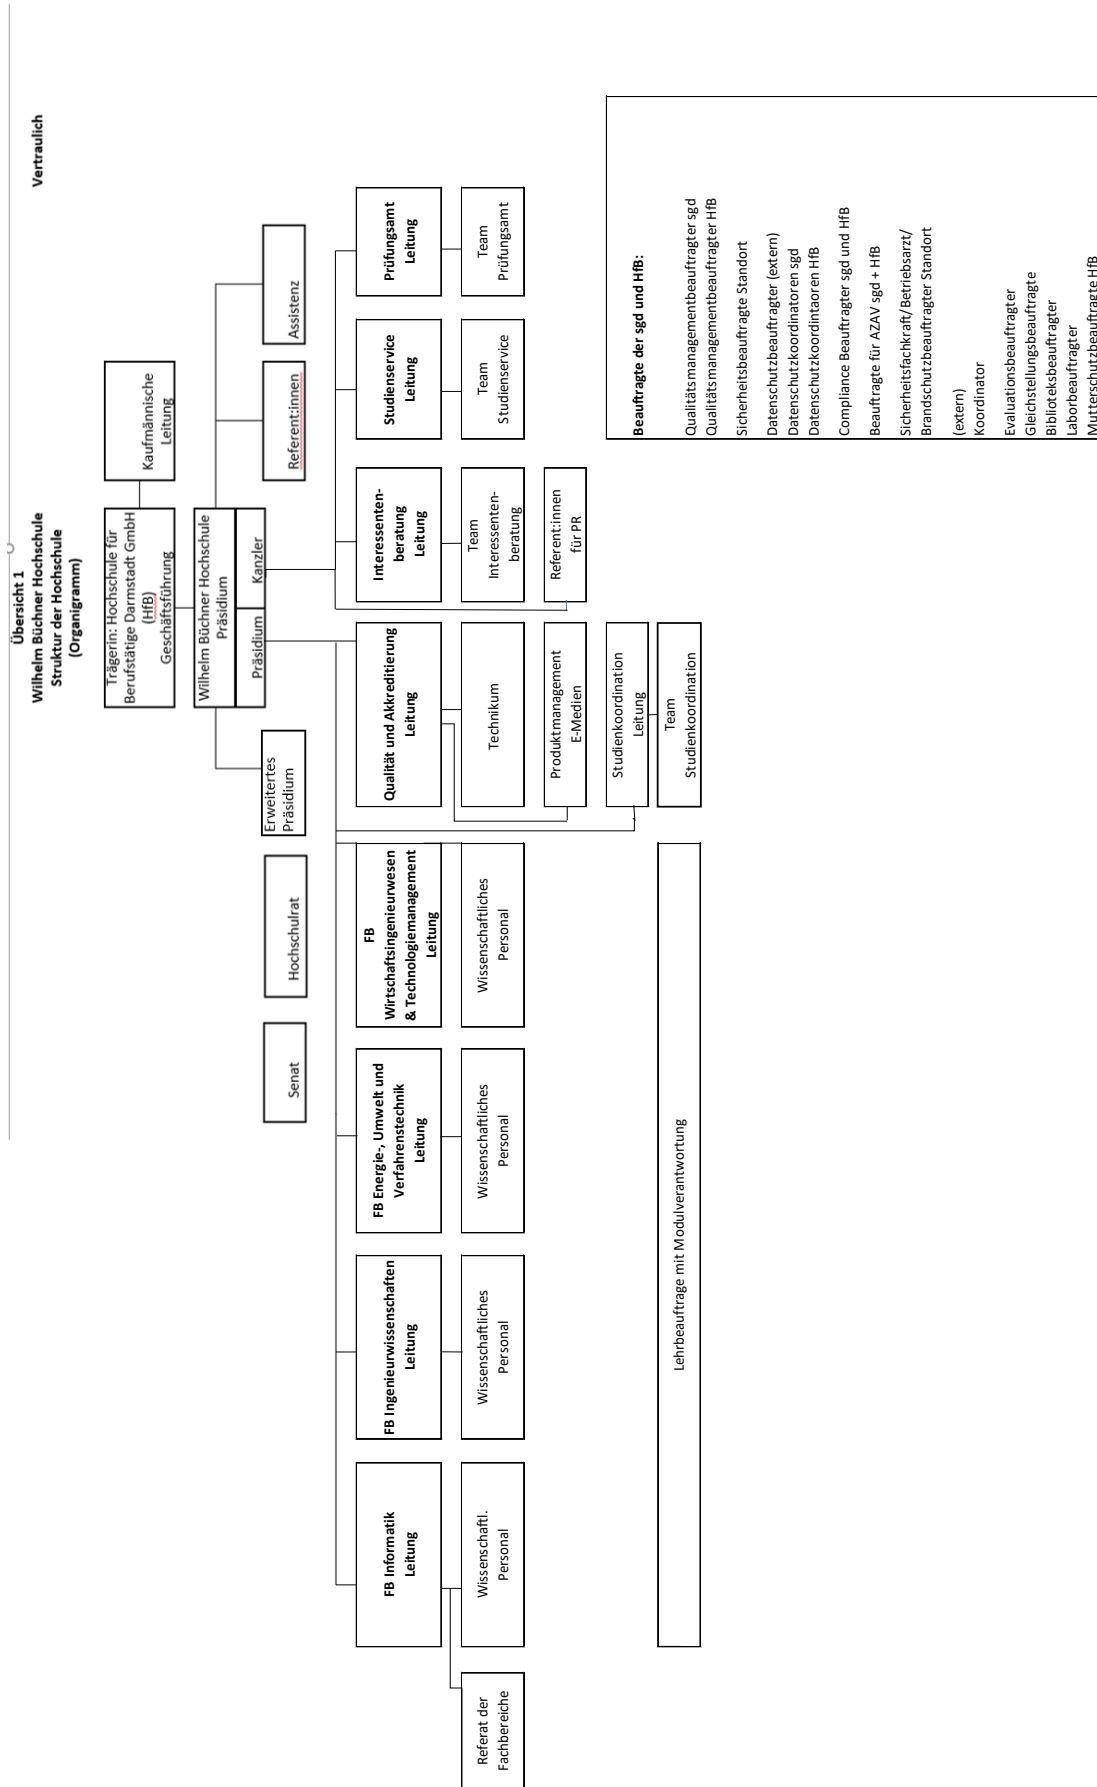 Übersicht 1
Wilhelm Büchner Hochschule
Struktur der Hochschule
(Organigramm)
Vertraulich
Trägerin: Hochschule für
Berufstätige Darmstadt GmbH
(HfB)
Geschäftsführung
Kaufmännische
Leitung
Wilhelm Büchner Hochschule
Präsidium
Präsidium
Kanzler
Senat
Hochschulrat
Erweitertes
Präsidium
Referent:innen
Assistenz
FB Informatik
Leitung
FB Ingenieurwissenschaften
Leitung
FB Energie-, Umwelt und
Verfahrenstechnik
Leitung
FB
Wirtschaftsingenieurwesen
& Technologiemanagement
Leitung
Qualität und Akkreditierung
Leitung
Interessenten-
beratung
Leitung
Studienservice
Leitung
Prüfungsamt
Leitung
Referat der
Fachbereiche
Wissenschaftl.
Personal
Wissenschaftliches
Personal
Wissenschaftliches
Personal
Wissenschaftliches
Personal
Technikum
Team
Interessenten-
beratung
Team
Studienservice
Team
Prüfungsamt
Produktmanagement
E-Medien
Referent:innen
für PR
Studienkoordination
Leitung
Team
Studienkoordination
Lehrbeauftrage mit Modulverantwortung
Beauftragte der sgd und HfB:
Qualitätsmanagementbeauftragter sgd
Qualitätsmanagementbeauftragter HfB
Sicherheitsbeauftragte Standort
Datenschutzbeauftragter (extern)
Datenschutzkoordinatoren sgd
Datenschutzkoordintaoren HfB
Compliance Beauftragter sgd und HfB
Beauftragte für AZAV sgd + HfB
Sicherheitsfachkraft/Betriebsarzt/
Brandschutzbeauftragter Standort
(extern)
Koordinator
Evaluationsbeauftragter
Gleichstellungsbeauftragte
Biblioteksbeauftragter
Laborbeauftragter
Mutterschutzbeauftragte HfB